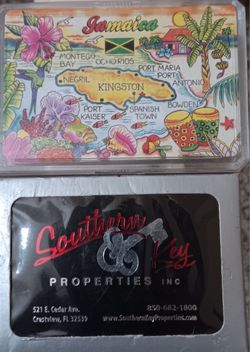 Jamaica
MONTEGO BAY
OCHO RIOS
PORT MARIA
PORT ANTONIO
NEGRIL
KINGSTON
PORT KAISER
SPANISH TOWN
BOWDEN
Southern Key
PROPERTIES INC
521 E. Cedar Ave. 850-682-1800
Crestview, FL 32539 www.SouthernKeyProperties.com